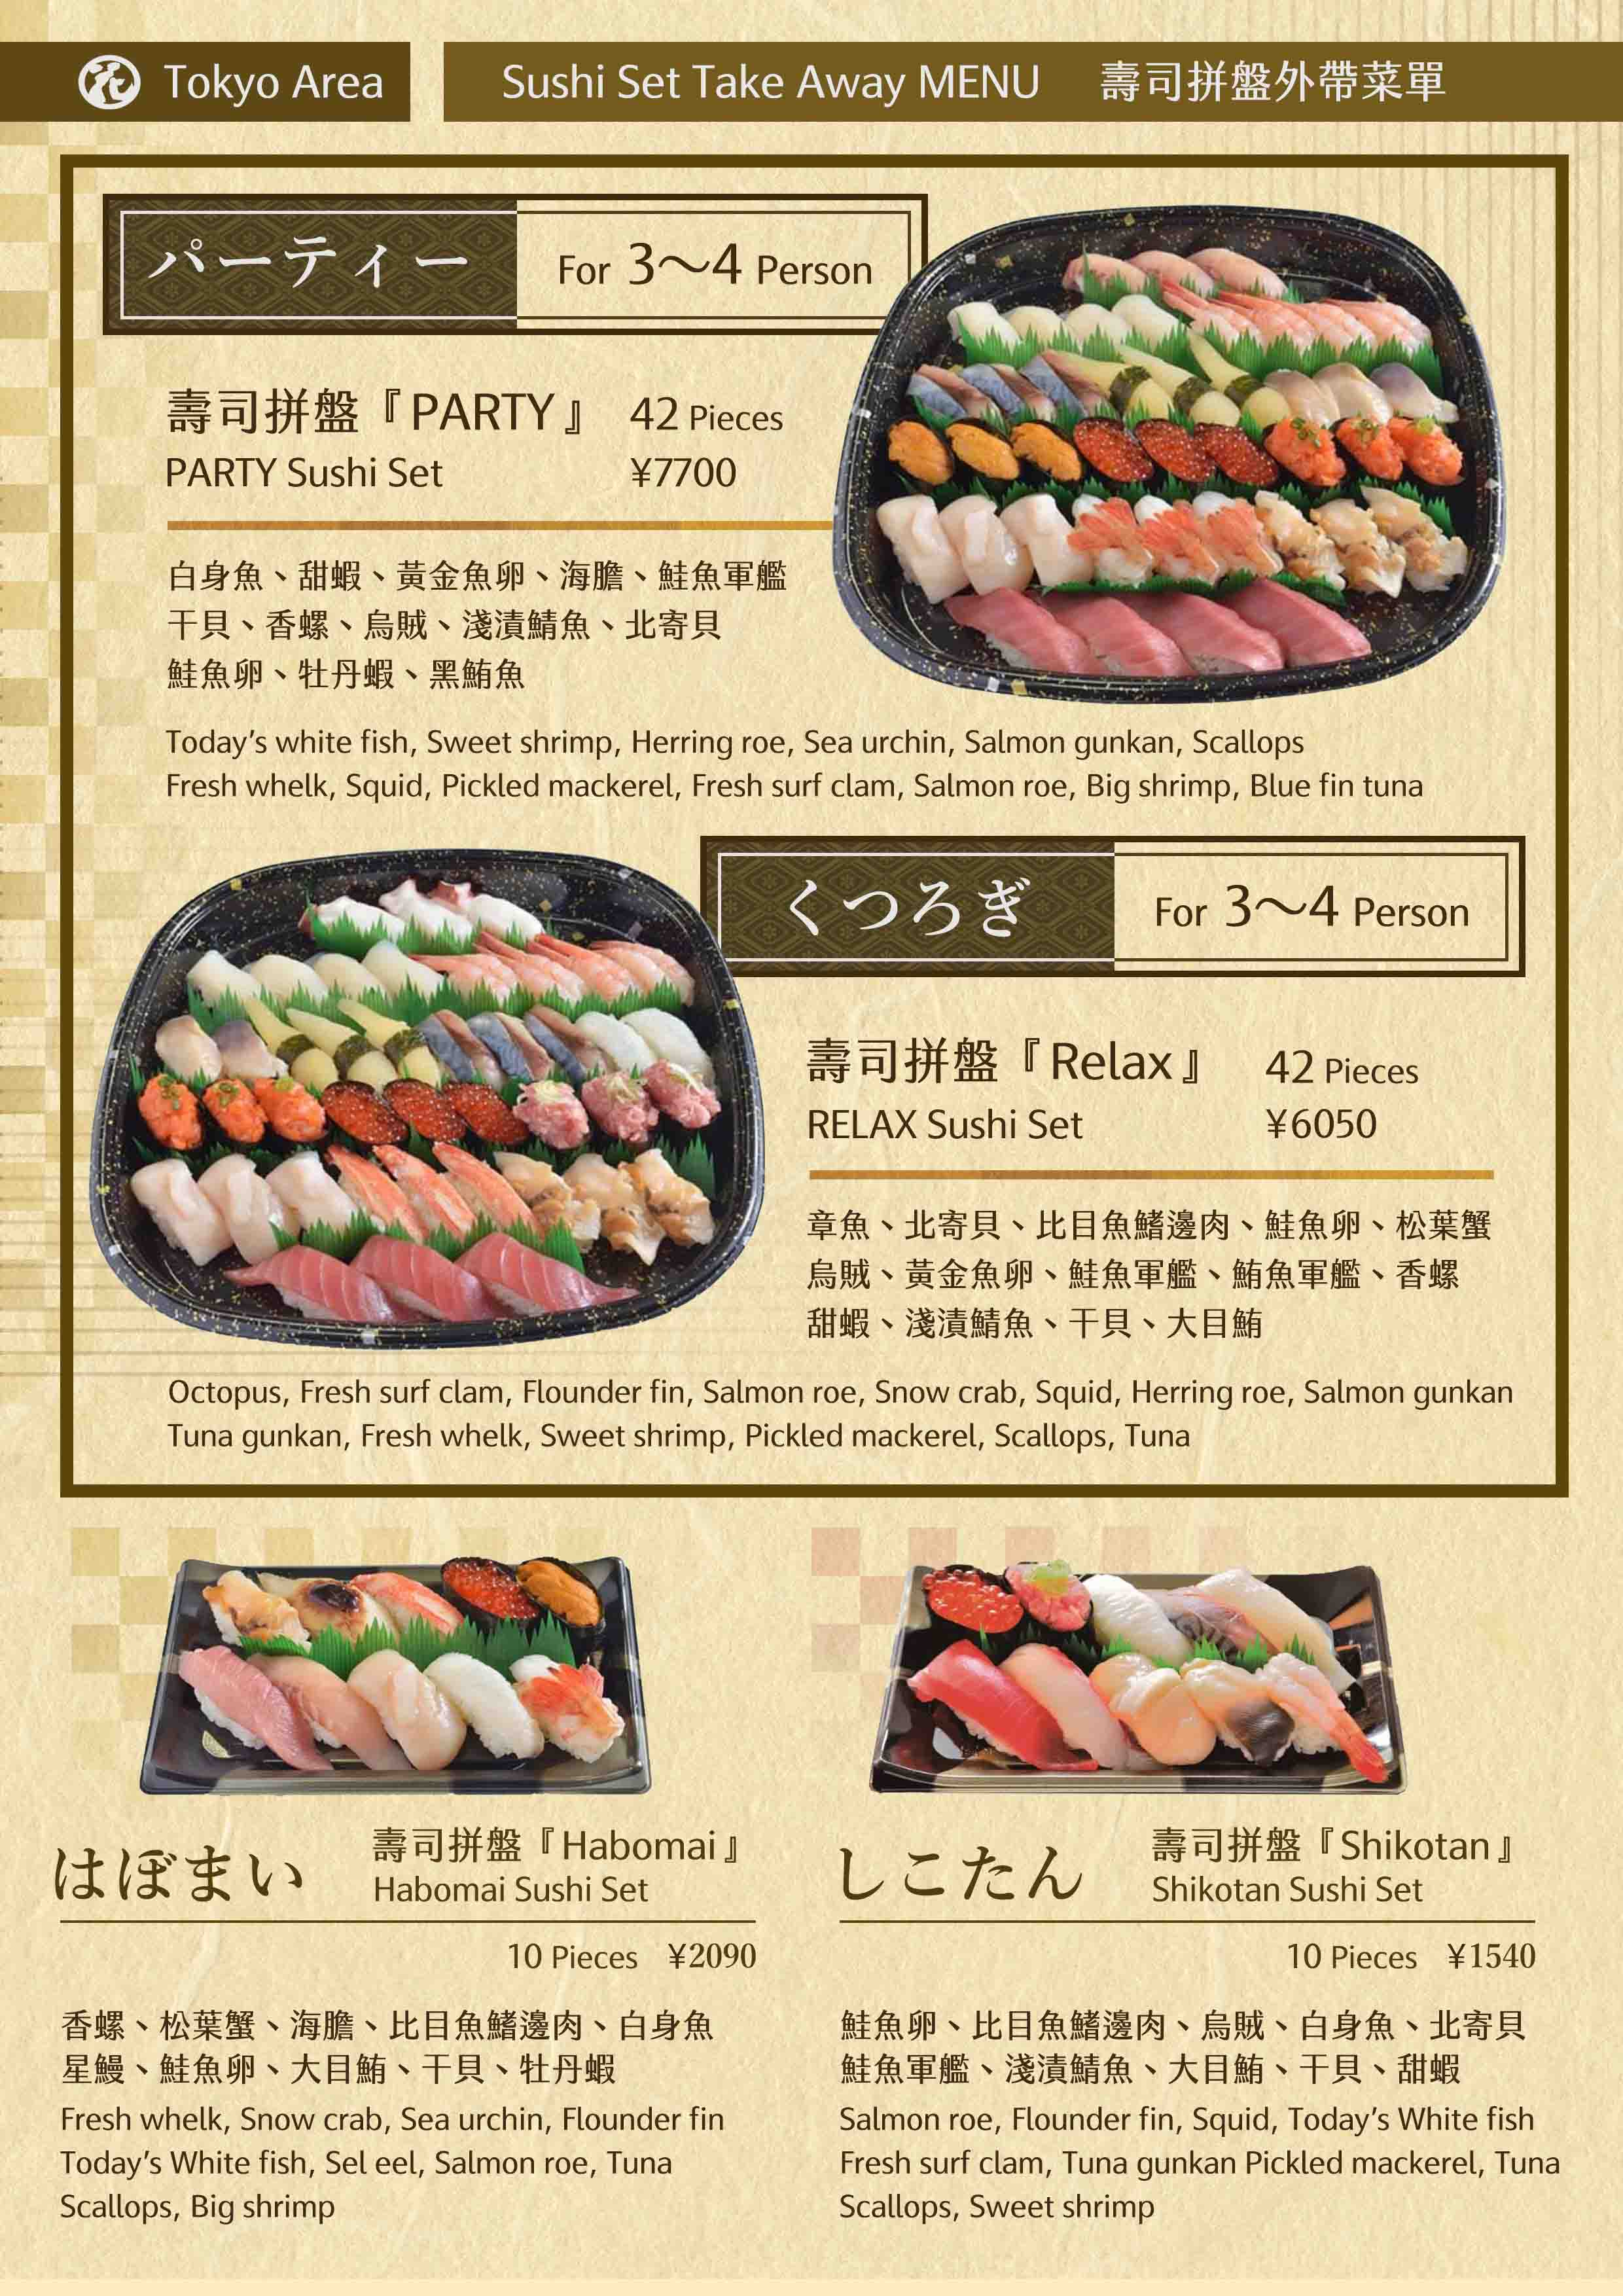 Tokyo Area
Sushi Set Take Away MENU 壽司拼盤外帶菜單
パーティー
For 3～4 Person
壽司拼盤『PARTY』 42 Pieces
PARTY Sushi Set ¥7700
白身魚、甜蝦、黃金魚卵、海膽、鮭魚軍艦
干貝、香螺、烏賊、淺漬鯖魚、北寄貝
鮭魚卵、牡丹蝦、黑鮪魚
Today's white fish, Sweet shrimp, Herring roe, Sea urchin, Salmon gunkan, Scallops
Fresh whelk, Squid, Pickled mackerel, Fresh surf clam, Salmon roe, Big shrimp, Blue fin tuna
くつろぎ
For 3～4 Person
壽司拼盤『Relax』 42 Pieces
RELAX Sushi Set ¥6050
章魚、北寄貝、比目魚鰭邊肉、鮭魚卵、松葉蟹
烏賊、黃金魚卵、鮭魚軍艦、鮪魚軍艦、香螺
甜蝦、淺漬鯖魚、干貝、大目鮪
Octopus, Fresh surf clam, Flounder fin, Salmon roe, Snow crab, Squid, Herring roe, Salmon gunkan
Tuna gunkan, Fresh whelk, Sweet shrimp, Pickled mackerel, Scallops, Tuna
はぼまい
壽司拼盤『Habomai』
Habomai Sushi Set
10 Pieces ¥2090
香螺、松葉蟹、海膽、比目魚鰭邊肉、白身魚
星鰻、鮭魚卵、大目鮪、干貝、牡丹蝦
Fresh whelk, Snow crab, Sea urchin, Flounder fin
Today's White fish, Sel eel, Salmon roe, Tuna
Scallops, Big shrimp
しこたん
壽司拼盤『Shikotan』
Shikotan Sushi Set
10 Pieces ¥1540
鮭魚卵、比目魚鰭邊肉、烏賊、白身魚、北寄貝
鮭魚軍艦、淺漬鯖魚、大目鮪、干貝、甜蝦
Salmon roe, Flounder fin, Squid, Today's White fish
Fresh surf clam, Tuna gunkan Pickled mackerel, Tuna
Scallops, Sweet shrimp